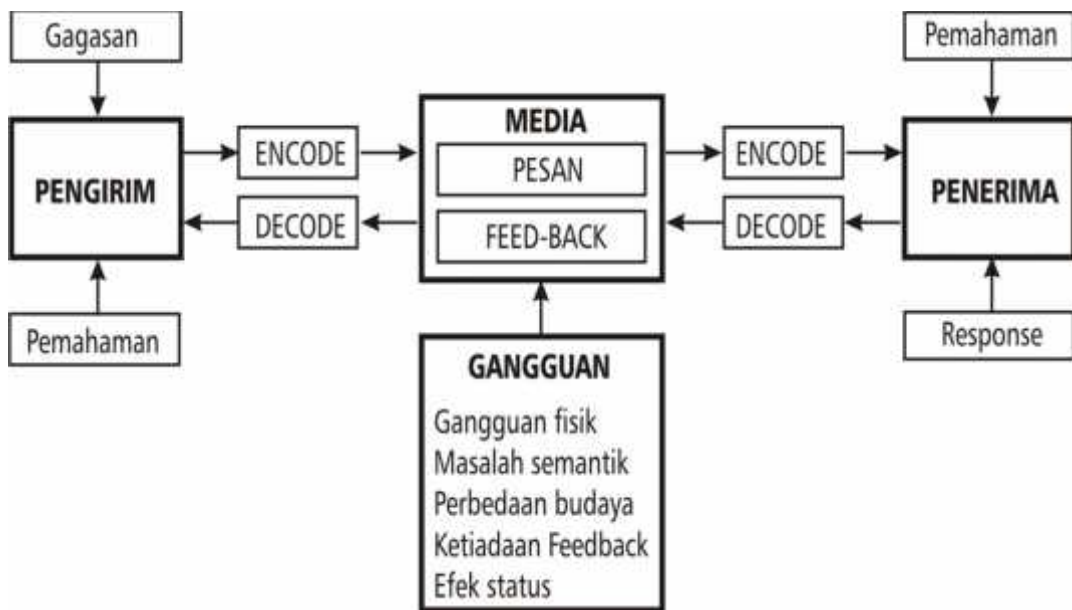 Gagasan
Pemahaman
PENGIRIM
ENCODE
MEDIA
PESAN
ENCODE
PENERIMA
DECODE
FEED-BACK
DECODE
Pemahaman
Response
GANGGUAN
Gangguan fisik
Masalah semantik
Perbedaan budaya
Ketiadaan Feedback
Efek status